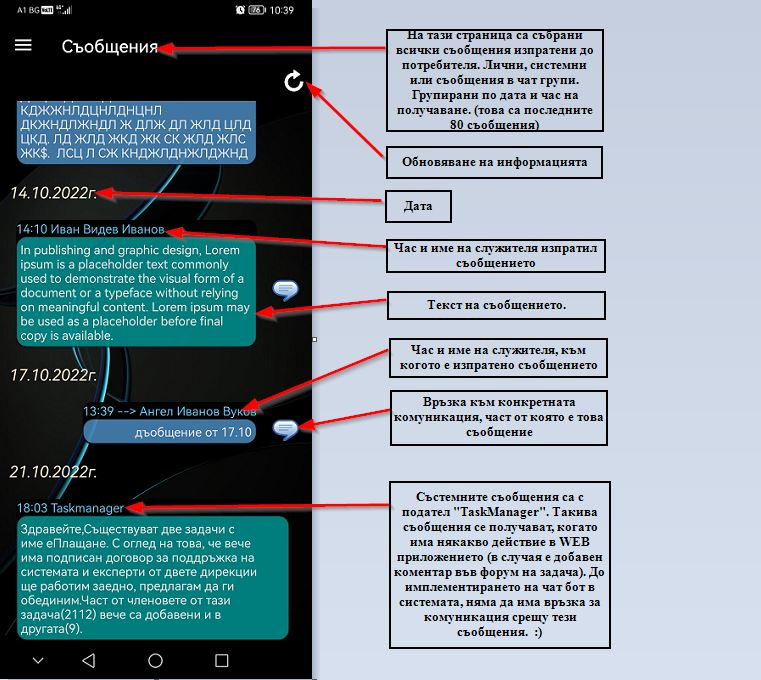 A1 BG VoLTE 4G 76 10:39
Съобщения
КДЖЖНЛДЦНЛДНЦНЛ
ДКЖНДЛЖНДЛ Ж ДЛЖ ДЛ ЖЛД ЦЛД
ЦКД. ЛД ЖЛД ЖКД ЖК СК ЖЛД ЖЛС
ЖК$. ЛСЦ Л СЖ КНДЖЛДНЖЛДЖНД
14.10.2022г.
14:10 Иван Видев Иванов
In publishing and graphic design, Lorem
ipsum is a placeholder text commonly
used to demonstrate the visual form of a
document or a typeface without relying
on meaningful content. Lorem ipsum may
be used as a placeholder before final
copy is available.
17.10.2022г.
13:39 --> Ангел Иванов Вуков
дъобщение от 17.10
21.10.2022г.
18:03 Taskmanager
Здравейте,Съществуват две задачи с
име еПлащане. С оглед на това, че вече
има подписан договор за поддръжка на
системата и експерти от двете дирекции
ще работим заедно, предлагам да ги
обединим.Част от членовете от тази
задача(2112) вече са добавени и в
другата(9).
На тази страница са събрани
всички съобщения изпратени до
потребителя. Лични, системни
или съобщения в чат групи.
Групирани по дата и час на
получаване. (това са последните
80 съобщения)
Обновяване на информацията
Дата
Час и име на служителя изпратил
съобщението
Текст на съобщението.
Час и име на служителя, към
когото е изпратено съобщението
Връзка към конкретната
комуникация, част от която е това
съобщение
Състемните съобщения са с
подател "TaskManager". Такива
съобщения се получават, когато
има някакво действие в WEB
приложението (в случая е добавен
коментар във форум на задача). До
имплементирането на чат бот в
системата, няма да има връзка за
комуникация срещу тези
съобщения. :)